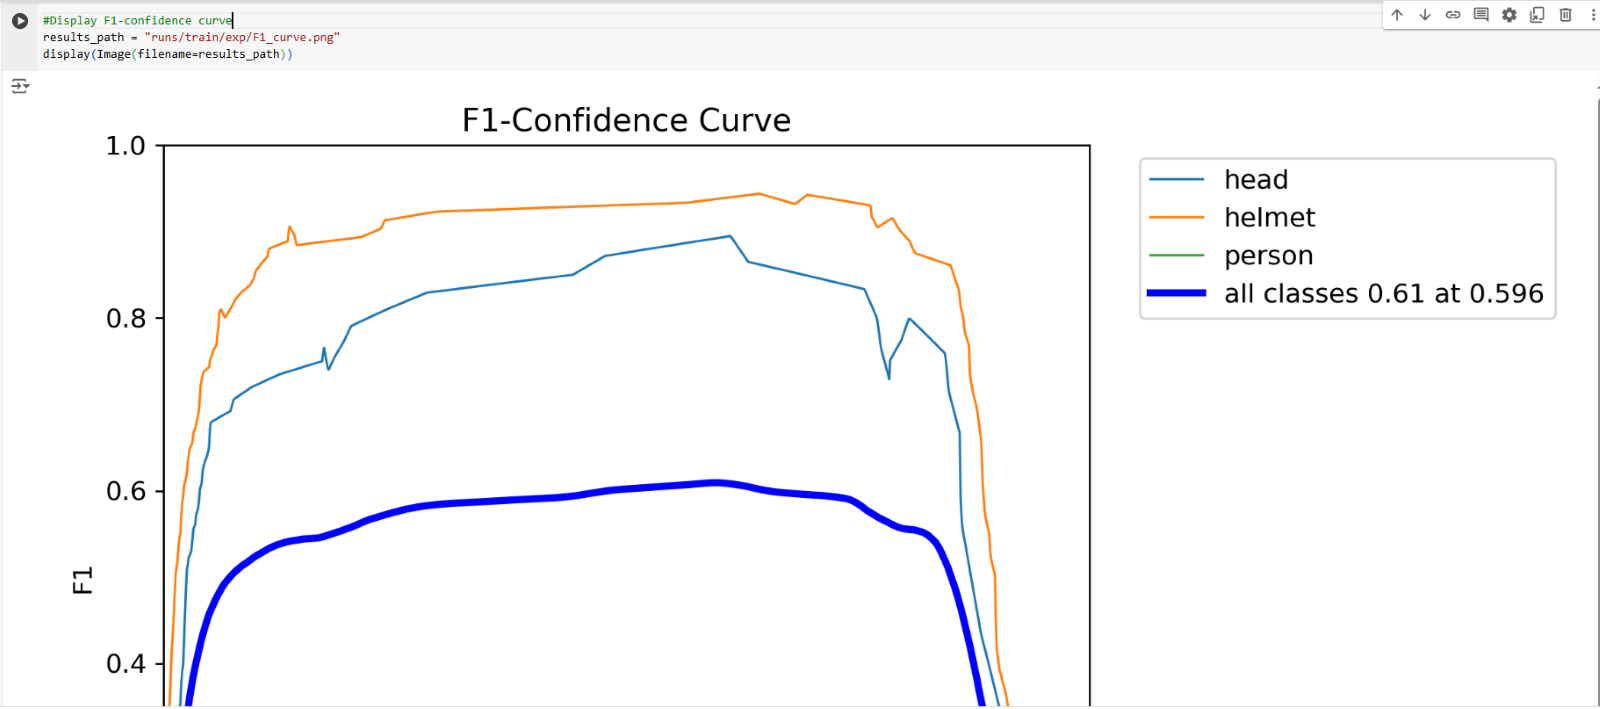 #Display F1-confidence curve
results_path = "runs/train/exp/F1_curve.png"
display(Image(filename=results_path))
F1-Confidence Curve
1.0
0.8
0.6
0.4
F1
head
helmet
person
all classes 0.61 at 0.596